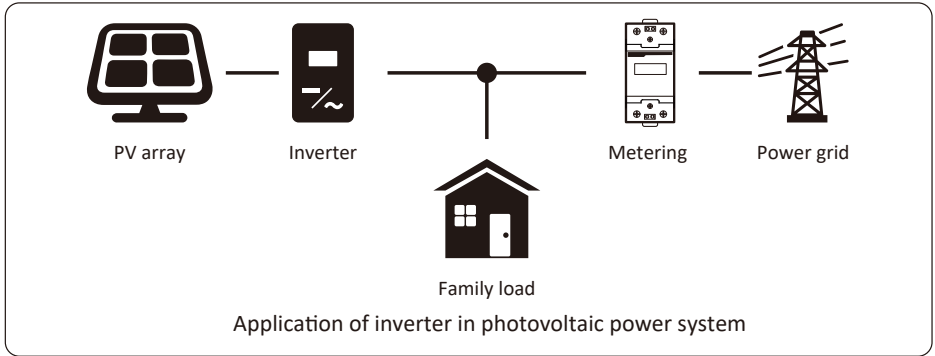 PV array
Inverter
Metering
Power grid
Family load
Application of inverter in photovoltaic power system